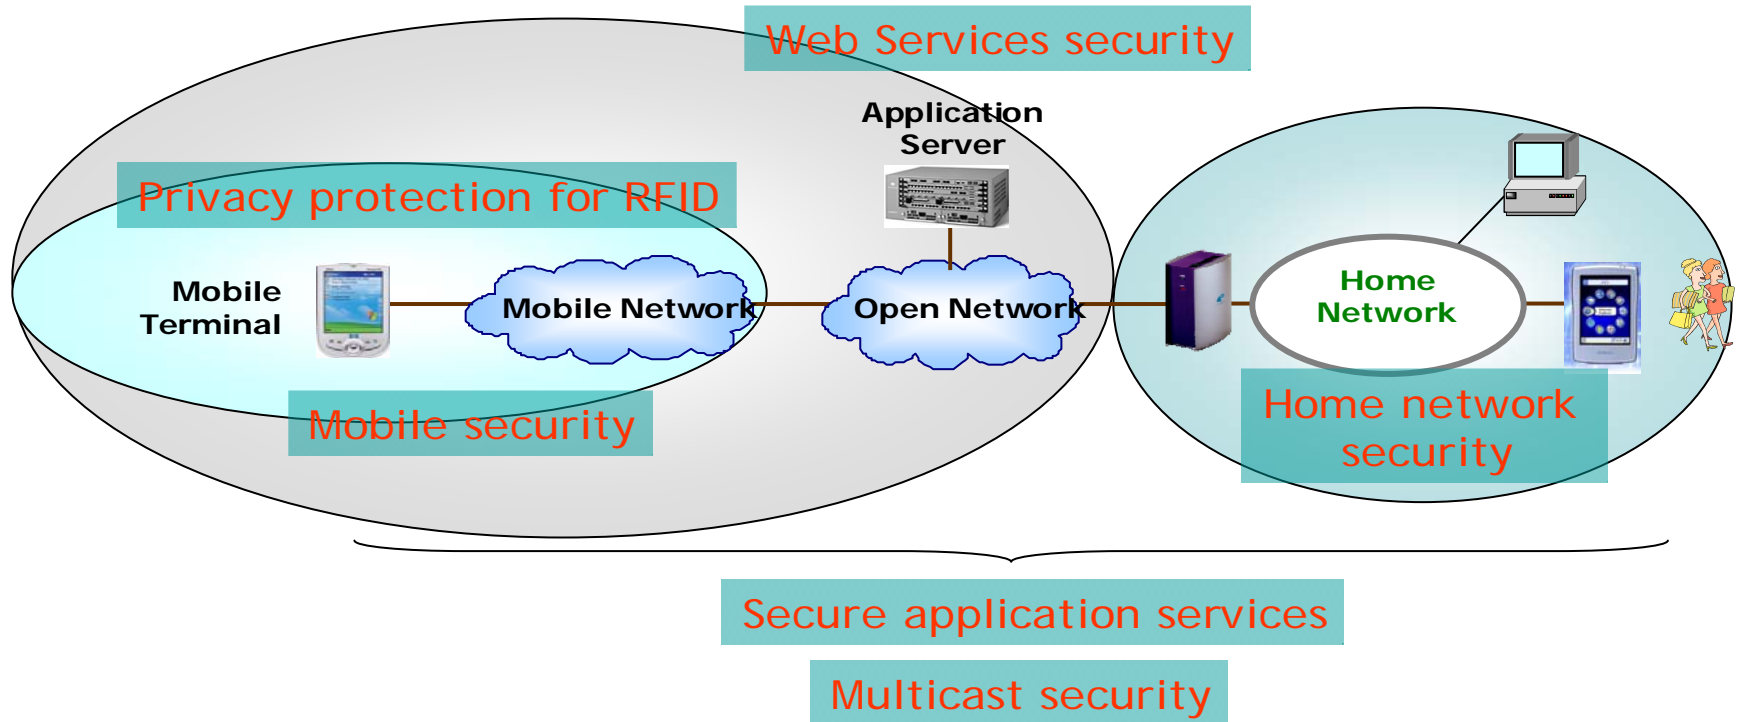 Web Services security
Application
Server
Privacy protection for RFID
Mobile
Terminal
Mobile Network
Open Network
Home
Network
Mobile security
Home network
security
Secure application services
Multicast security